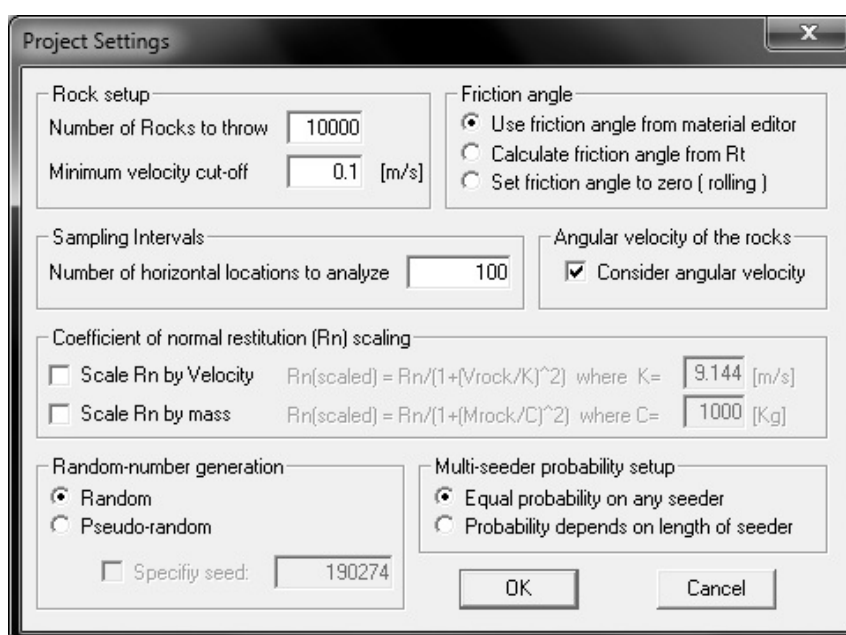 Project Settings
x
Rock setup
Number of Rocks to throw 10000
Minimum velocity cut-off 0.1 [m/s]
Friction angle
Use friction angle from material editor
Calculate friction angle from Rt
Set friction angle to zero ( rolling )
Sampling Intervals
Number of horizontal locations to analyze 100
Angular velocity of the rocks
Consider angular velocity
Coefficient of normal restitution (Rn) scaling
Scale Rn by Velocity Rn(scaled) = Rn/(1+(Vrock/K)^2) where K= 9.144 [m/s]
Scale Rn by mass Rn(scaled) = Rn/(1+(Mrock/C)^2) where C= 1000 [Kg]
Random-number generation
Random
Pseudo-random
Specifiy seed: 190274
Multi-seeder probability setup
Equal probability on any seeder
Probability depends on length of seeder
OK Cancel